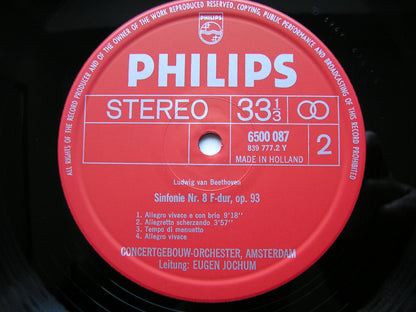 ALL RIGHTS OF THE RECORD PRODUCER AND OF THE OWNER OF THE WORK REPRODUCED RESERVED. COPYING, PUBLIC PERFORMANCE AND BROADCASTING OF THIS RECORD PROHIBITED
PHILIPS
PHILIPS
STEREO 33 1/3
6500 087
839 777.2 Y
MADE IN HOLLAND
2
Ludwig van Beethoven
Sinfonie Nr. 8 F-dur, op. 93
1. Allegro vivace e con brio 9'18"
2. Allegretto scherzando 3'57"
3. Tempo di menuetto
4. Allegro vivace
CONCERTGEBOUW-ORCHESTER, AMSTERDAM
Leitung: EUGEN JOCHUM